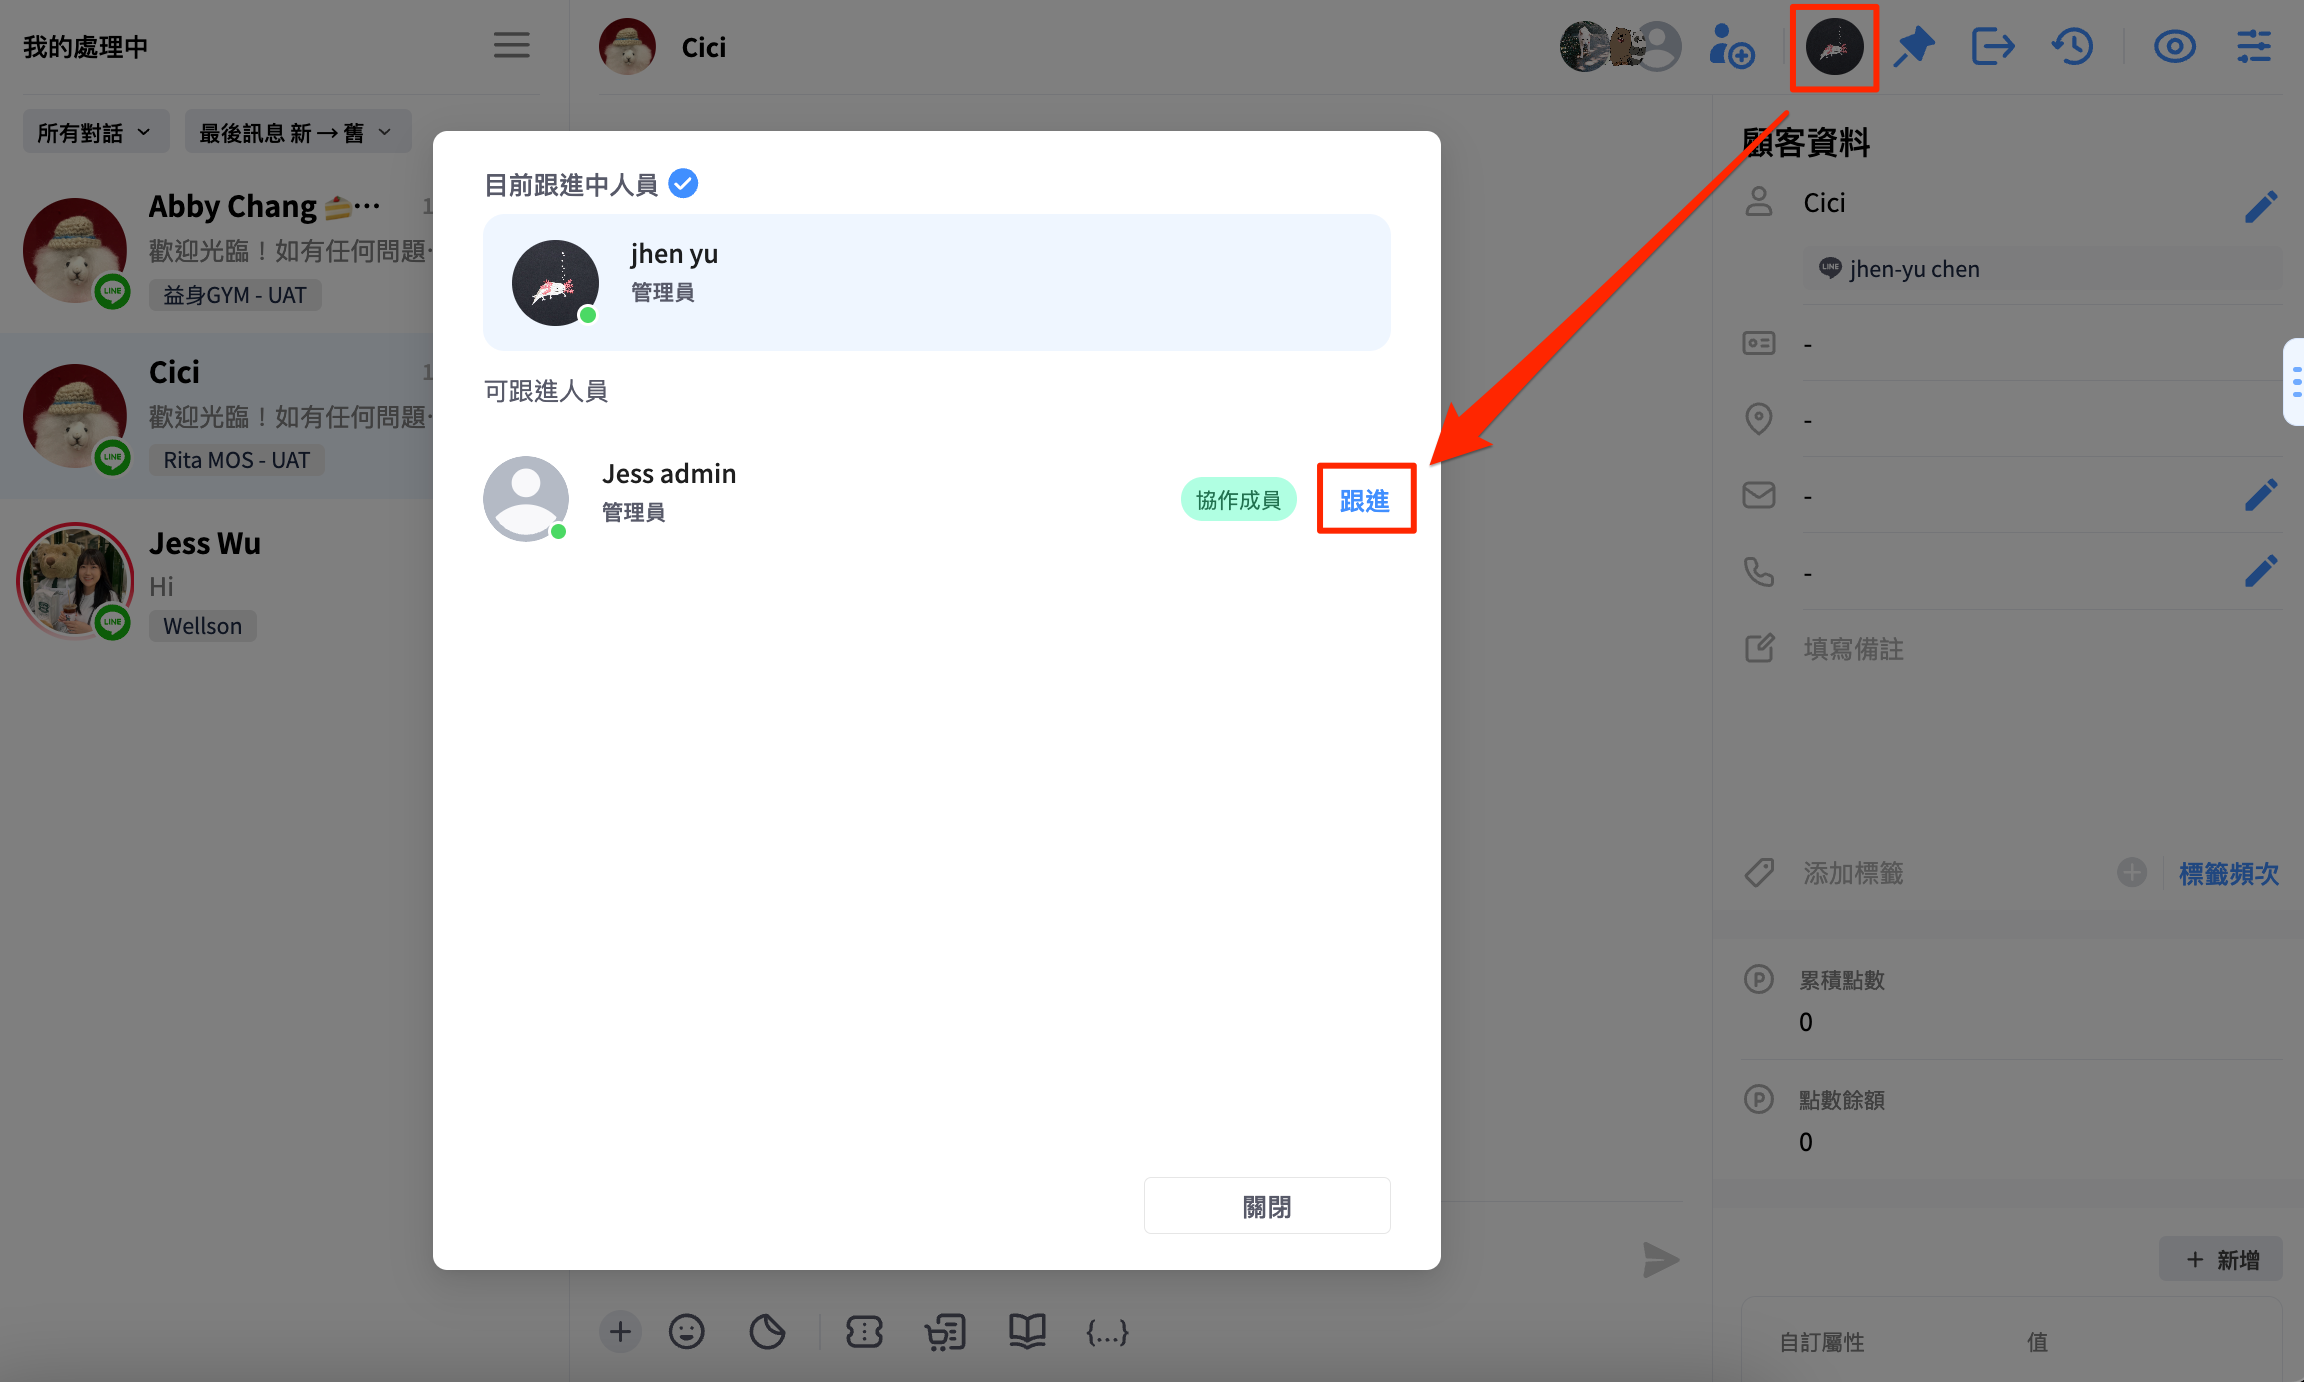 我的處理中
Cici
所有對話
最後訊息 新→舊
Abby Chang 🍰…
歡迎光臨！如有任何問題…
LINE
益身GYM - UAT
Cici
歡迎光臨！如有任何問題…
LINE
Rita MOS - UAT
Jess Wu
Hi
LINE
Wellson
目前跟進中人員
jhen yu
管理員
可跟進人員
Jess admin
管理員
協作成員
跟進
關閉
{...}
顧客資料
Cici
LINE jhen-yu chen
-
-
-
-
填寫備註
添加標籤
標籤頻次
P 累積點數
0
P 點數餘額
0
+ 新增
自訂屬性 值